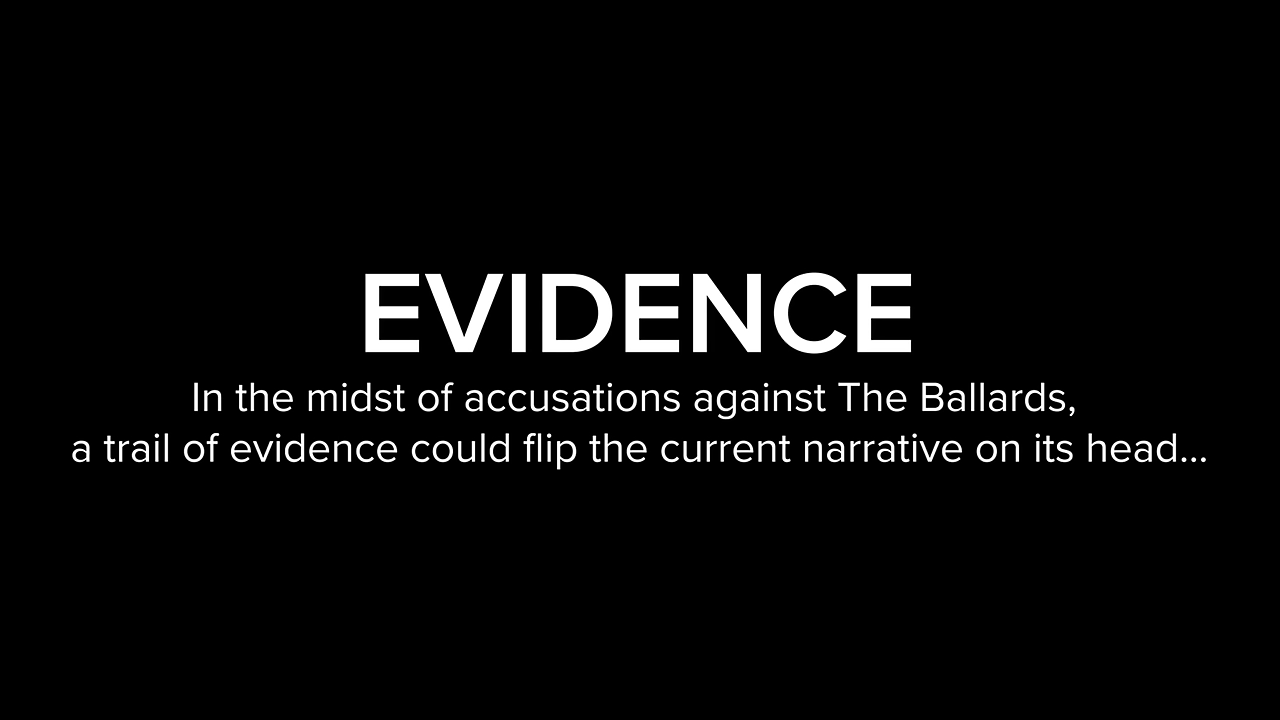 EVIDENCE
In the midst of accusations against The Ballards,
a trail of evidence could flip the current narrative on its head...